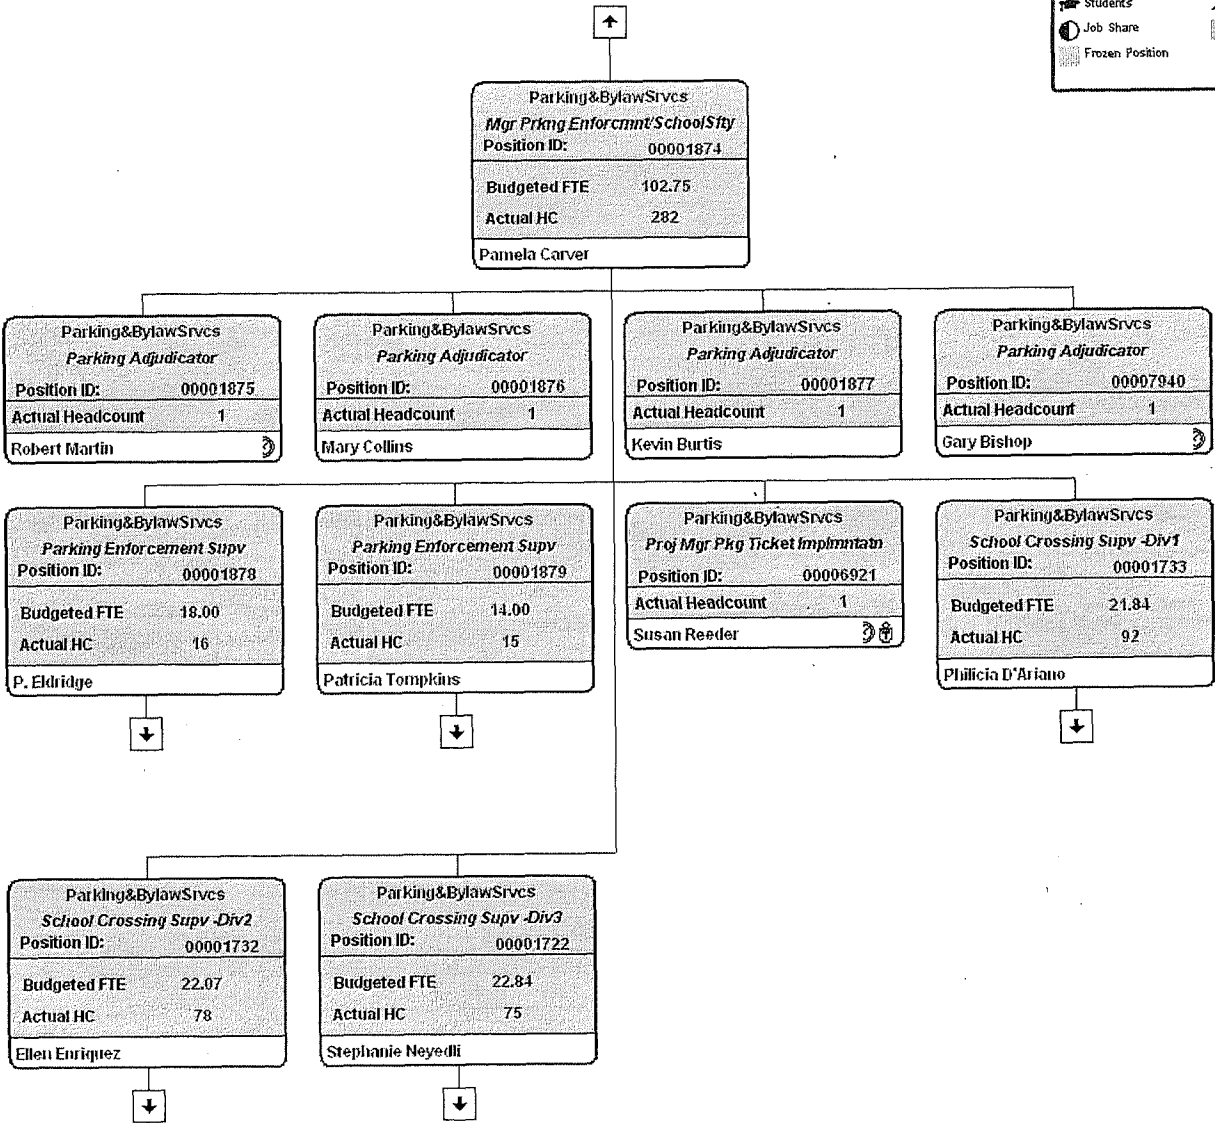 Students
Job Share
Frozen Position
Parking&BylawSrvcs
Mgr Prkng Enforcmnt/SchoolSfty
Position ID: 00001874
Budgeted FTE 102.75
Actual HC 282
Pamela Carver
Parking&BylawSrvcs
Parking Adjudicator
Position ID: 00001875
Actual Headcount 1
Robert Martin
Parking&BylawSrvcs
Parking Adjudicator
Position ID: 00001876
Actual Headcount 1
Mary Collins
Parking&BylawSrvcs
Parking Adjudicator
Position ID: 00001877
Actual Headcount 1
Kevin Burtis
Parking&BylawSrvcs
Parking Adjudicator
Position ID: 00007940
Actual Headcount 1
Gary Bishop
Parking&BylawSrvcs
Parking Enforcement Supv
Position ID: 00001878
Budgeted FTE 18.00
Actual HC 16
P. Eldridge
Parking&BylawSrvcs
Parking Enforcement Supv
Position ID: 00001879
Budgeted FTE 14.00
Actual HC 15
Patricia Tompkins
Parking&BylawSrvcs
Proj Mgr Pkg Ticket Implmntatn
Position ID: 00006921
Actual Headcount 1
Susan Reeder
Parking&BylawSrvcs
School Crossing Supv -Div1
Position ID: 00001733
Budgeted FTE 21.84
Actual HC 92
Philicia D'Ariano
Parking&BylawSrvcs
School Crossing Supv -Div2
Position ID: 00001732
Budgeted FTE 22.07
Actual HC 78
Ellen Enriquez
Parking&BylawSrvcs
School Crossing Supv -Div3
Position ID: 00001722
Budgeted FTE 22.84
Actual HC 75
Stephanie Neyedli